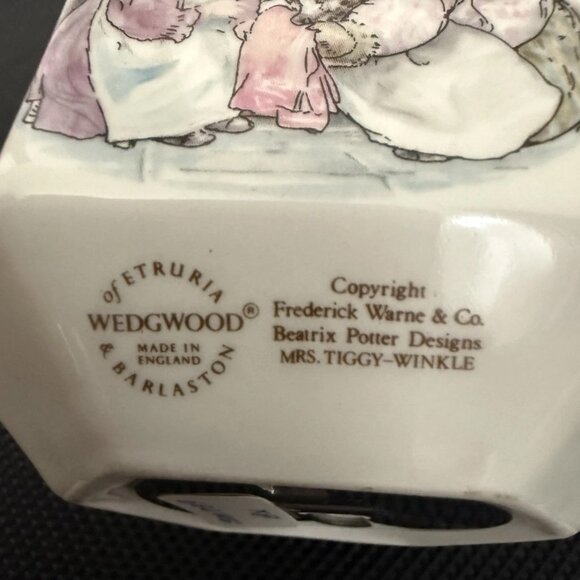 of ETRURIA
WEDGWOOD®
MADE IN
ENGLAND
& BARLASTON
Copyright
Frederick Warne & Co.
Beatrix Potter Designs
MRS. TIGGY-WINKLE